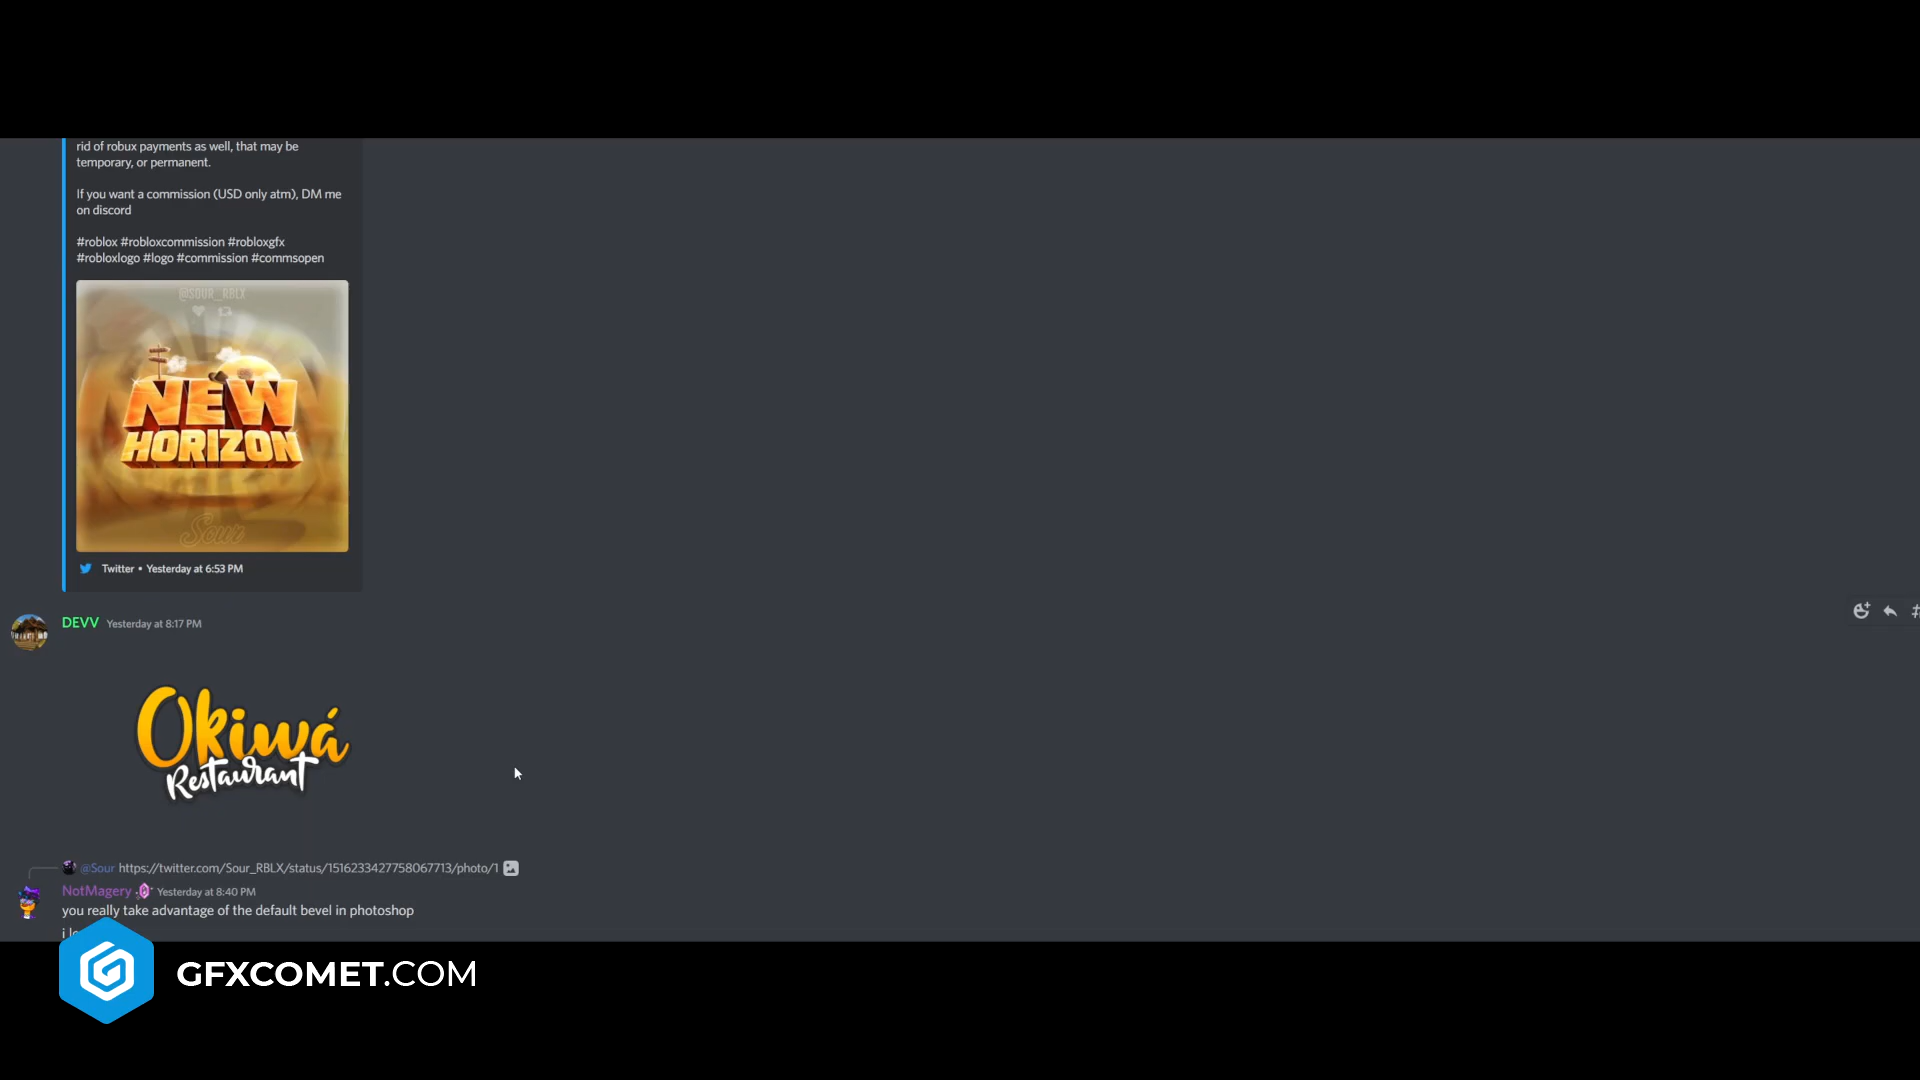 rid of robux payments as well, that may be
temporary, or permanent.
If you want a commission (USD only atm), DM me
on discord
#roblox #robloxcommission #robloxgfx
#robloxlogo #logo #commission #commsopen
@SOUR_RBLX
NEW
HORIZON
Sour
Twitter • Yesterday at 6:53 PM
DEVV Yesterday at 8:17 PM
Okiwá
Restaurant
@Sour https://twitter.com/Sour_RBLX/status/1516233427758067713/photo/1
NotMagery Yesterday at 8:40 PM
you really take advantage of the default bevel in photoshop
i
GFXCOMET.COM